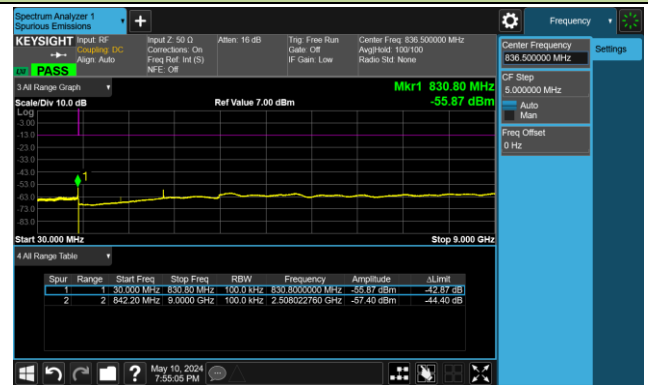 Spectrum Analyzer 1
Spurious Emissions
Frequency
KEYSIGHT
Input: RF
Coupling: DC
Align: Auto
Input Z: 50 Ω
Corrections: On
Freq Ref: Int (S)
NFE: Off
Atten: 16 dB
Trig: Free Run
Gate: Off
IF Gain: Low
Center Freq: 836.500000 MHz
Avg|Hold: 100/100
Radio Std: None
PASS
Center Frequency
836.500000 MHz
Settings
CF Step
5.000000 MHz
Auto
Man
Freq Offset
0 Hz
3 All Range Graph
Mkr1 830.80 MHz
-55.87 dBm
Scale/Div 10.0 dB
Ref Value 7.00 dBm
Log
-3.00
-13.0
-23.0
-33.0
-43.0
-53.0
-63.0
-73.0
-83.0
1
Start 30.000 MHz
Stop 9.000 GHz
4 All Range Table
Spur Range Start Freq Stop Freq RBW Frequency Amplitude ΔLimit
1 1 30.000 MHz 830.80 MHz 100.0 kHz 830.8000000 MHz -55.87 dBm -42.87 dB
2 2 842.20 MHz 9.0000 GHz 100.0 kHz 2.508022760 GHz -57.40 dBm -44.40 dB
?
May 10, 2024
7:55:05 PM